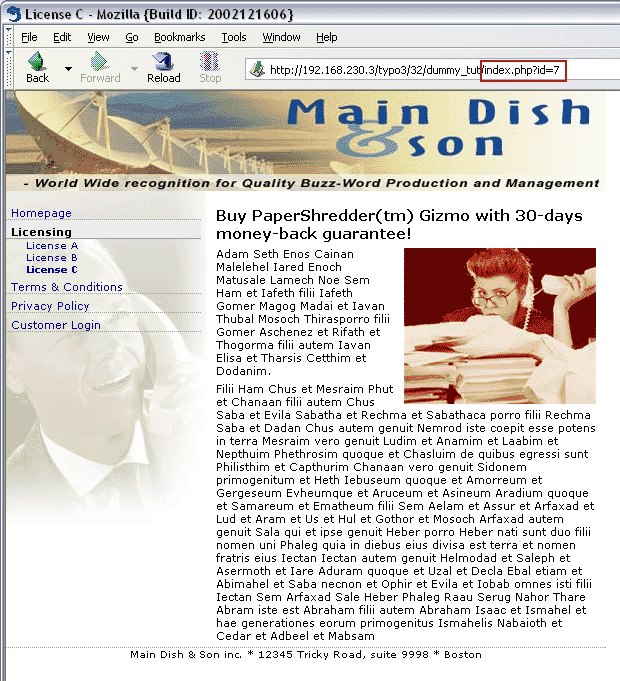 License C - Mozilla {Build ID: 2002121606}
File Edit View Go Bookmarks Tools Window Help
Back Forward Reload Stop
http://192.168.230.3/typo3/32/dummy_tut/index.php?id=7
Main Dish
& son
- World Wide recognition for Quality Buzz-Word Production and Management
Homepage
Licensing
License A
License B
License C
Terms & Conditions
Privacy Policy
Customer Login
Buy PaperShredder(tm) Gizmo with 30-days
money-back guarantee!
Adam Seth Enos Cainan
Malelehel Iared Enoch
Matusale Lamech Noe Sem
Ham et Iafeth filii Iafeth
Gomer Magog Madai et Iavan
Thubal Mosoch Thirasporro filii
Gomer Aschenez et Rifath et
Thogorma filii autem Iavan
Elisa et Tharsis Cetthim et
Dodanim.
Filii Ham Chus et Mesraim Phut
et Chanaan filii autem Chus
Saba et Evila Sabatha et Rechma et Sabathaca porro filii Rechma
Saba et Dadan Chus autem genuit Nemrod iste coepit esse potens
in terra Mesraim vero genuit Ludim et Anamim et Laabim et
Nepthuim Phethrosim quoque et Chasluim de quibus egressi sunt
Philisthim et Capthurim Chanaan vero genuit Sidonem
primogenitum et Heth Iebuseum quoque et Amorreum et
Gergeseum Evheumque et Aruceum et Asineum Aradium quoque
et Samareum et Ematheum filii Sem Aelam et Assur et Arfaxad et
Lud et Aram et Us et Hul et Gothor et Mosoch Arfaxad autem
genuit Sala qui et ipse genuit Heber porro Heber nati sunt duo filii
nomen uni Phaleg quia in diebus eius divisa est terra et nomen
fratris eius Iectan Iectan autem genuit Helmodad et Saleph et
Asermoth et Iare Aduram quoque et Uzal et Decla Ebal etiam et
Abimahel et Saba necnon et Ophir et Evila et Iobab omnes isti filii
Iectan Sem Arfaxad Sale Heber Phaleg Raau Serug Nahor Thare
Abram iste est Abraham filii autem Abraham Isaac et Ismahel et
hae generationes eorum primogenitus Ismahelis Nabaioth et
Cedar et Adbeel et Mabsam
Main Dish & Son inc. * 12345 Tricky Road, suite 9998 * Boston